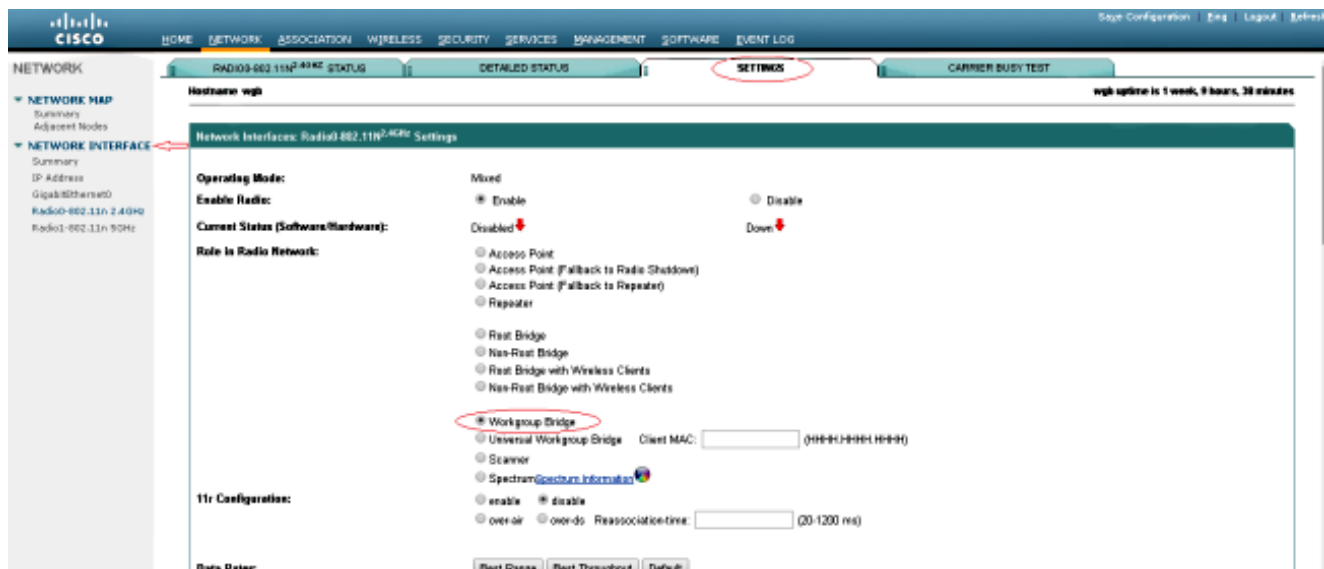 Save Configuration | Ping | Logout | Refresh
CISCO
HOME NETWORK ASSOCIATION WIRELESS SECURITY SERVICES MANAGEMENT SOFTWARE EVENT LOG
NETWORK
RADIO0-802.11N2.4GHZ STATUS
DETAILED STATUS
SETTINGS
CARRIER BUSY TEST
Hostname wgb
wgb uptime is 1 week, 9 hours, 38 minutes
NETWORK MAP
Summary
Adjacent Nodes
NETWORK INTERFACE
Summary
IP Address
GigabitEthernet0
Radio0-802.11n 2.4GHz
Radio1-802.11n 5GHz
Network Interfaces: Radio0-802.11N2.4GHz Settings
Operating Mode: Mixed
Enable Radio: Enable Disable
Current Status (Software/Hardware): Disabled Down
Role in Radio Network: Access Point
Access Point (Fallback to Radio Shutdown)
Access Point (Fallback to Repeater)
Repeater
Root Bridge
Non-Root Bridge
Root Bridge with Wireless Clients
Non-Root Bridge with Wireless Clients
Workgroup Bridge
Universal Workgroup Bridge Client MAC: (HHHH.HHHH.HHHH)
Scanner
Spectrum Spectrum Information
11r Configuration: enable disable
over-air over-ds Reassociation-time: (20-1200 ms)
Data Rates: Best Range Best Throughput Default